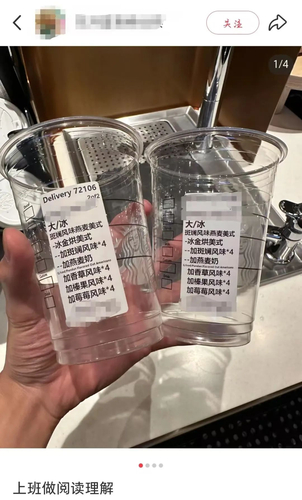 关注
1/4
Delivery 72106
2of2
大/冰
斑斓风味燕麦美式
·冰金烘美式
--加斑斓风味*4
--加燕麦奶
加香草风味*4
加榛果风味*4
加莓莓风味*4
大/冰
斑斓风味燕麦美式
·冰金烘美式
--加斑斓风味*4
--加燕麦奶
加香草风味*4
加榛果风味*4
加莓莓风味*4
上班做阅读理解